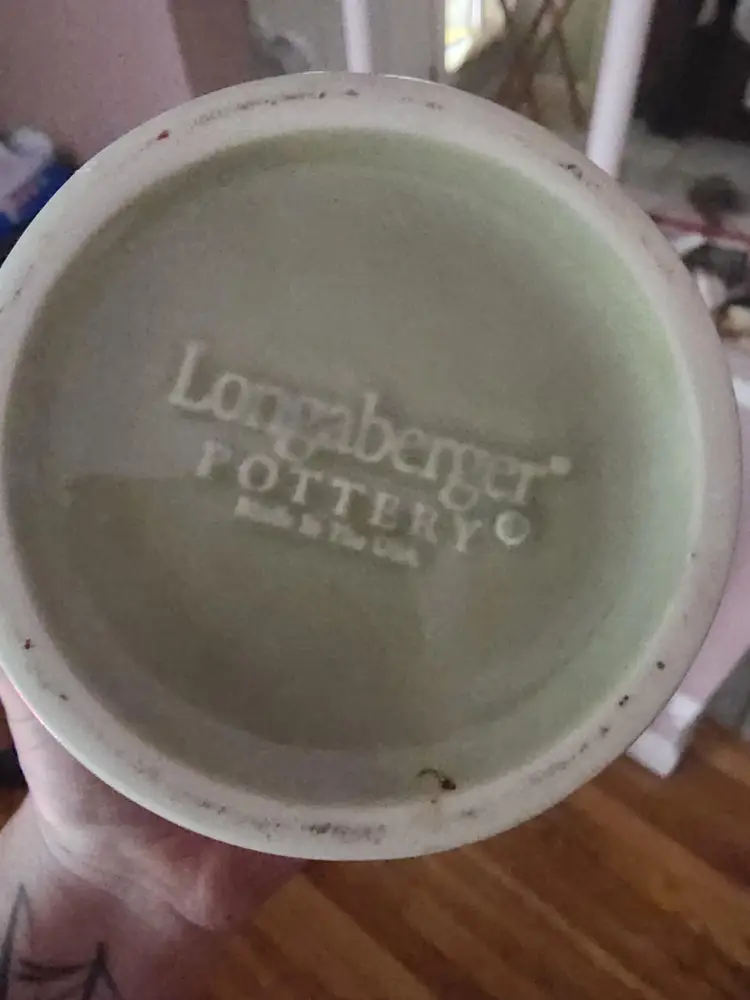 Longaberger®
POTTERY©
Made In The USA